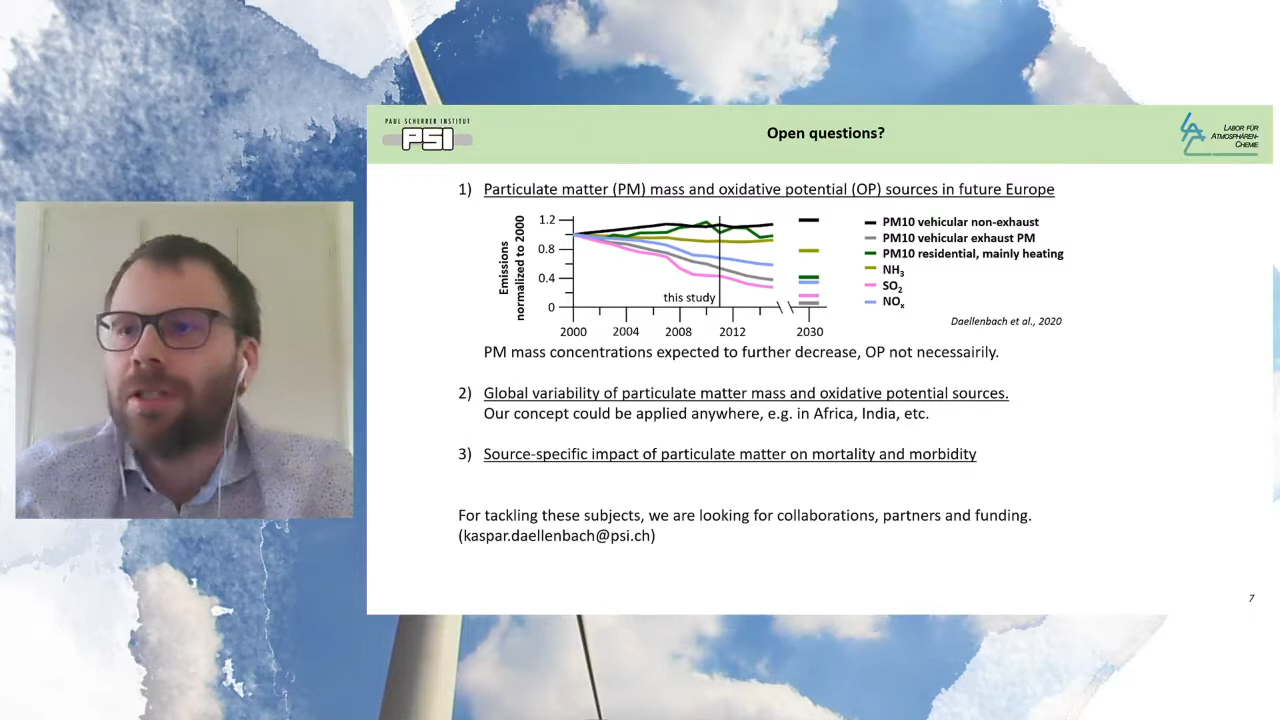 PAUL SCHERRER INSTITUT
PSI
Open questions?
LAC
LABOR FÜR
ATMOSPHÄREN-
CHEMIE
1) Particulate matter (PM) mass and oxidative potential (OP) sources in future Europe
Emissions
normalized to 2000
1.2
0.8
0.4
0
this study
2000 2004 2008 2012 2030
PM10 vehicular non-exhaust
PM10 vehicular exhaust PM
PM10 residential, mainly heating
NH3
SO2
NOx
Daellenbach et al., 2020
PM mass concentrations expected to further decrease, OP not necessairily.
2) Global variability of particulate matter mass and oxidative potential sources.
Our concept could be applied anywhere, e.g. in Africa, India, etc.
3) Source-specific impact of particulate matter on mortality and morbidity
For tackling these subjects, we are looking for collaborations, partners and funding.
(kaspar.daellenbach@psi.ch)
7